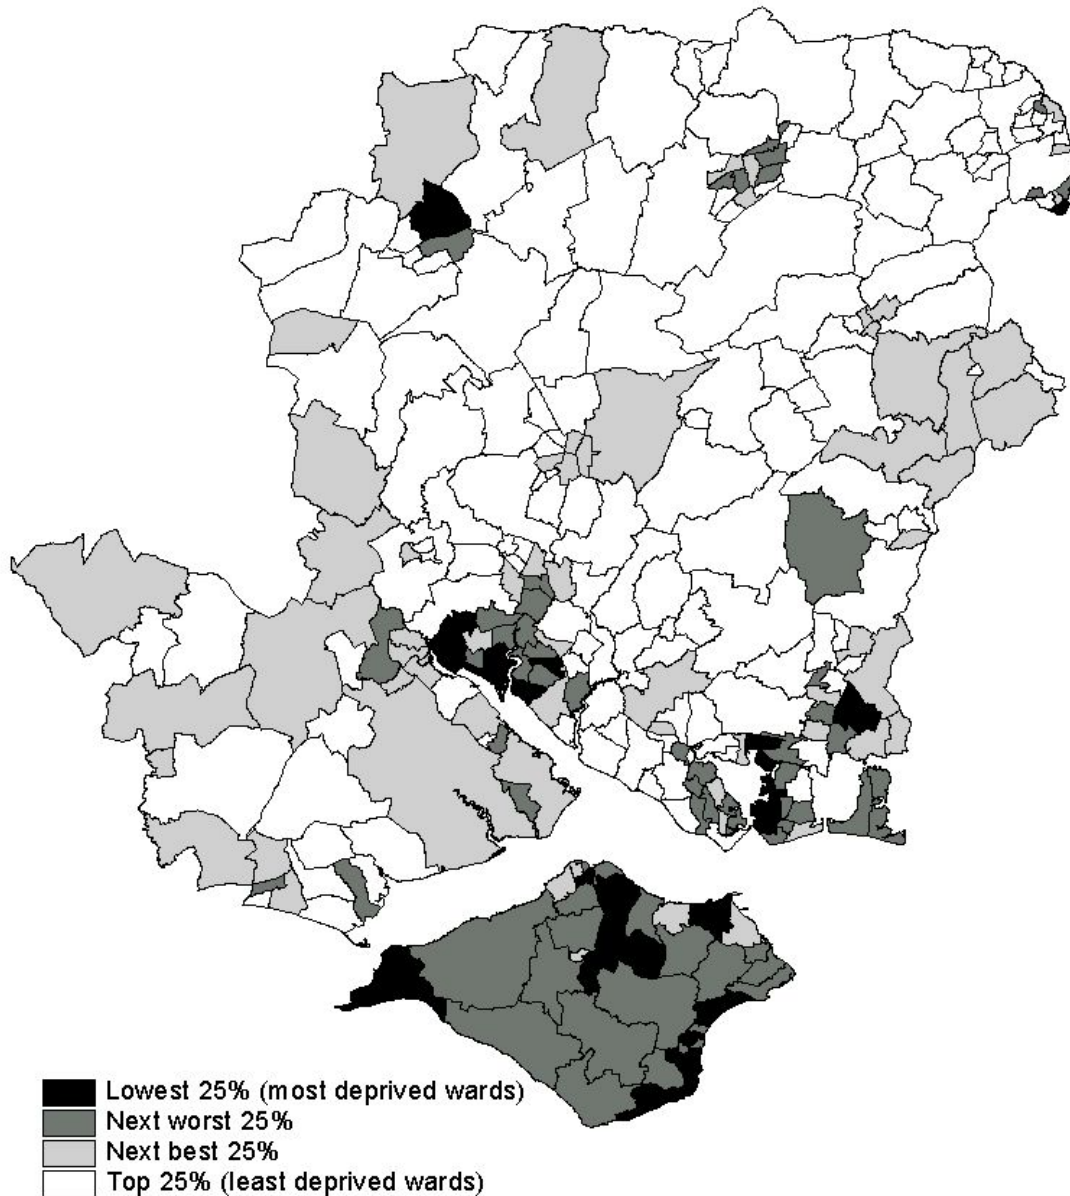 Lowest 25% (most deprived wards)
Next worst 25%
Next best 25%
Top 25% (least deprived wards)